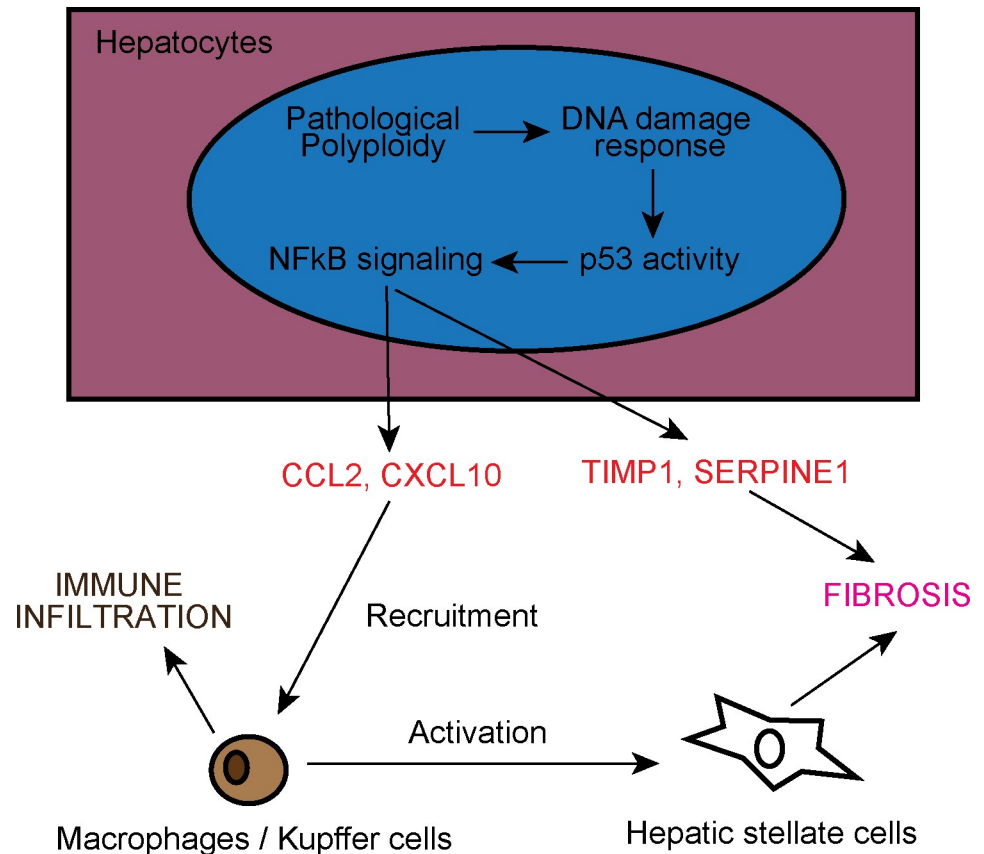 Hepatocytes
Pathological
Polyploidy
DNA damage
response
NFkB signaling
p53 activity
CCL2, CXCL10
TIMP1, SERPINE1
IMMUNE
INFILTRATION
Recruitment
FIBROSIS
Activation
Macrophages / Kupffer cells
Hepatic stellate cells